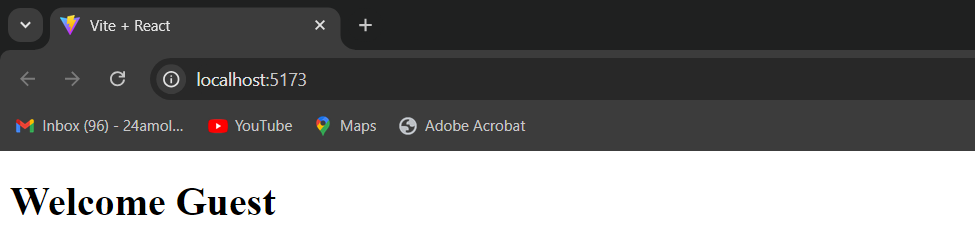 Vite + React
localhost:5173
Inbox (96) - 24amol... YouTube Maps Adobe Acrobat
Welcome Guest